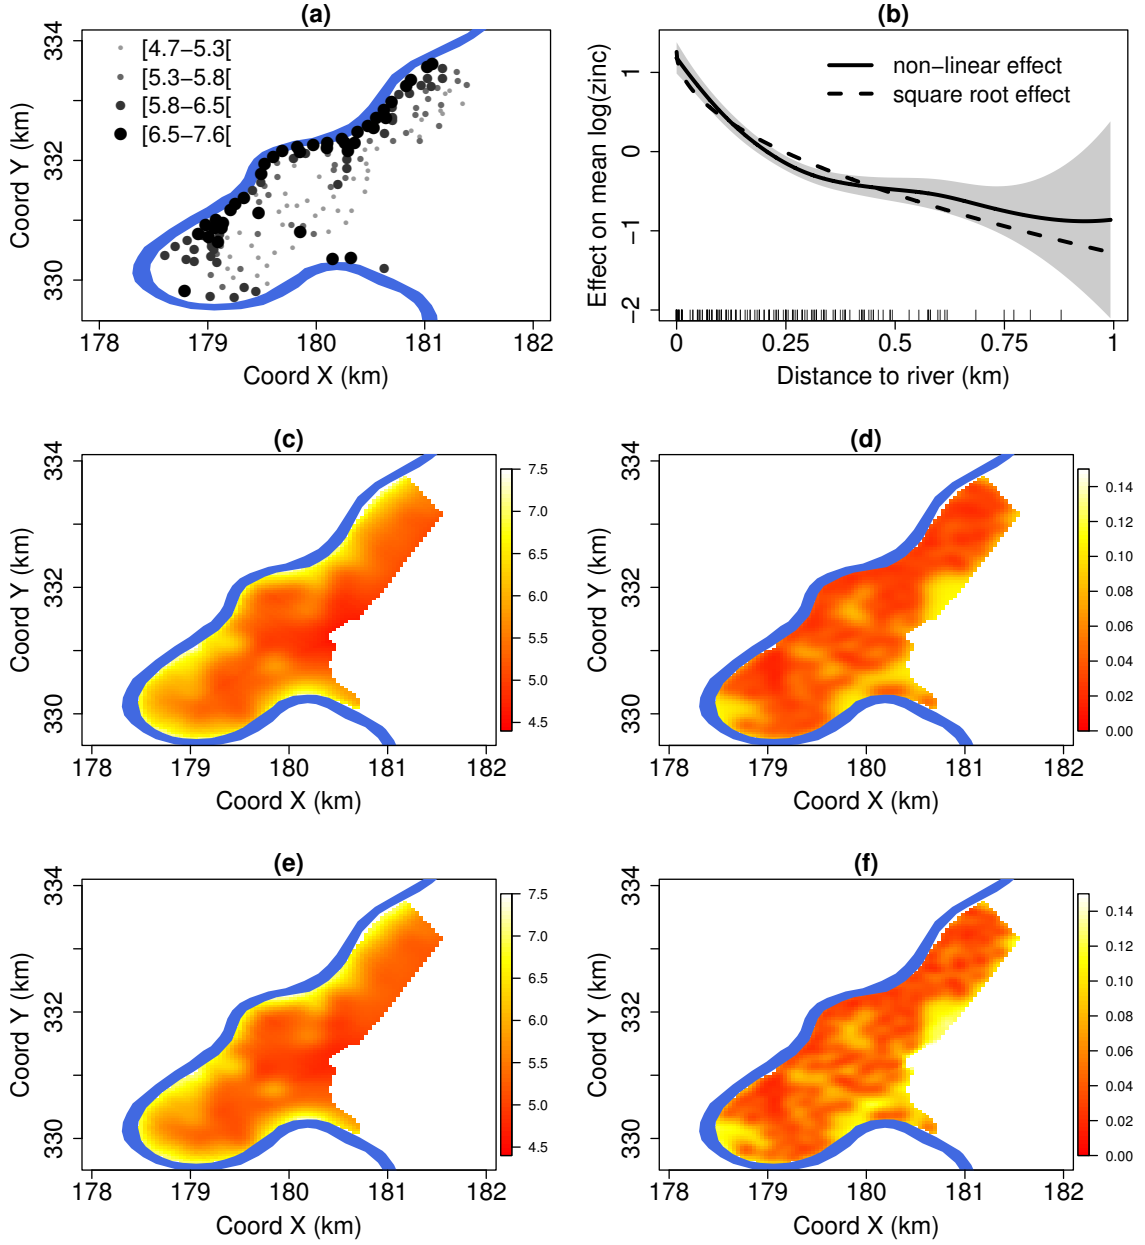 (a)
[4.7−5.3[
[5.3−5.8[
[5.8−6.5[
[6.5−7.6[
Coord Y (km)
334
332
330
178 179 180 181 182
Coord X (km)
(b)
non−linear effect
square root effect
Effect on mean log(zinc)
1
0
−1
−2
0 0.25 0.5 0.75 1
Distance to river (km)
(c)
Coord Y (km)
334
332
330
178 179 180 181 182
Coord X (km)
7.5
7.0
6.5
6.0
5.5
5.0
4.5
(d)
Coord Y (km)
334
332
330
178 179 180 181 182
Coord X (km)
0.14
0.12
0.10
0.08
0.06
0.04
0.02
0.00
(e)
Coord Y (km)
334
332
330
178 179 180 181 182
Coord X (km)
7.5
7.0
6.5
6.0
5.5
5.0
4.5
(f)
Coord Y (km)
334
332
330
178 179 180 181 182
Coord X (km)
0.14
0.12
0.10
0.08
0.06
0.04
0.02
0.00